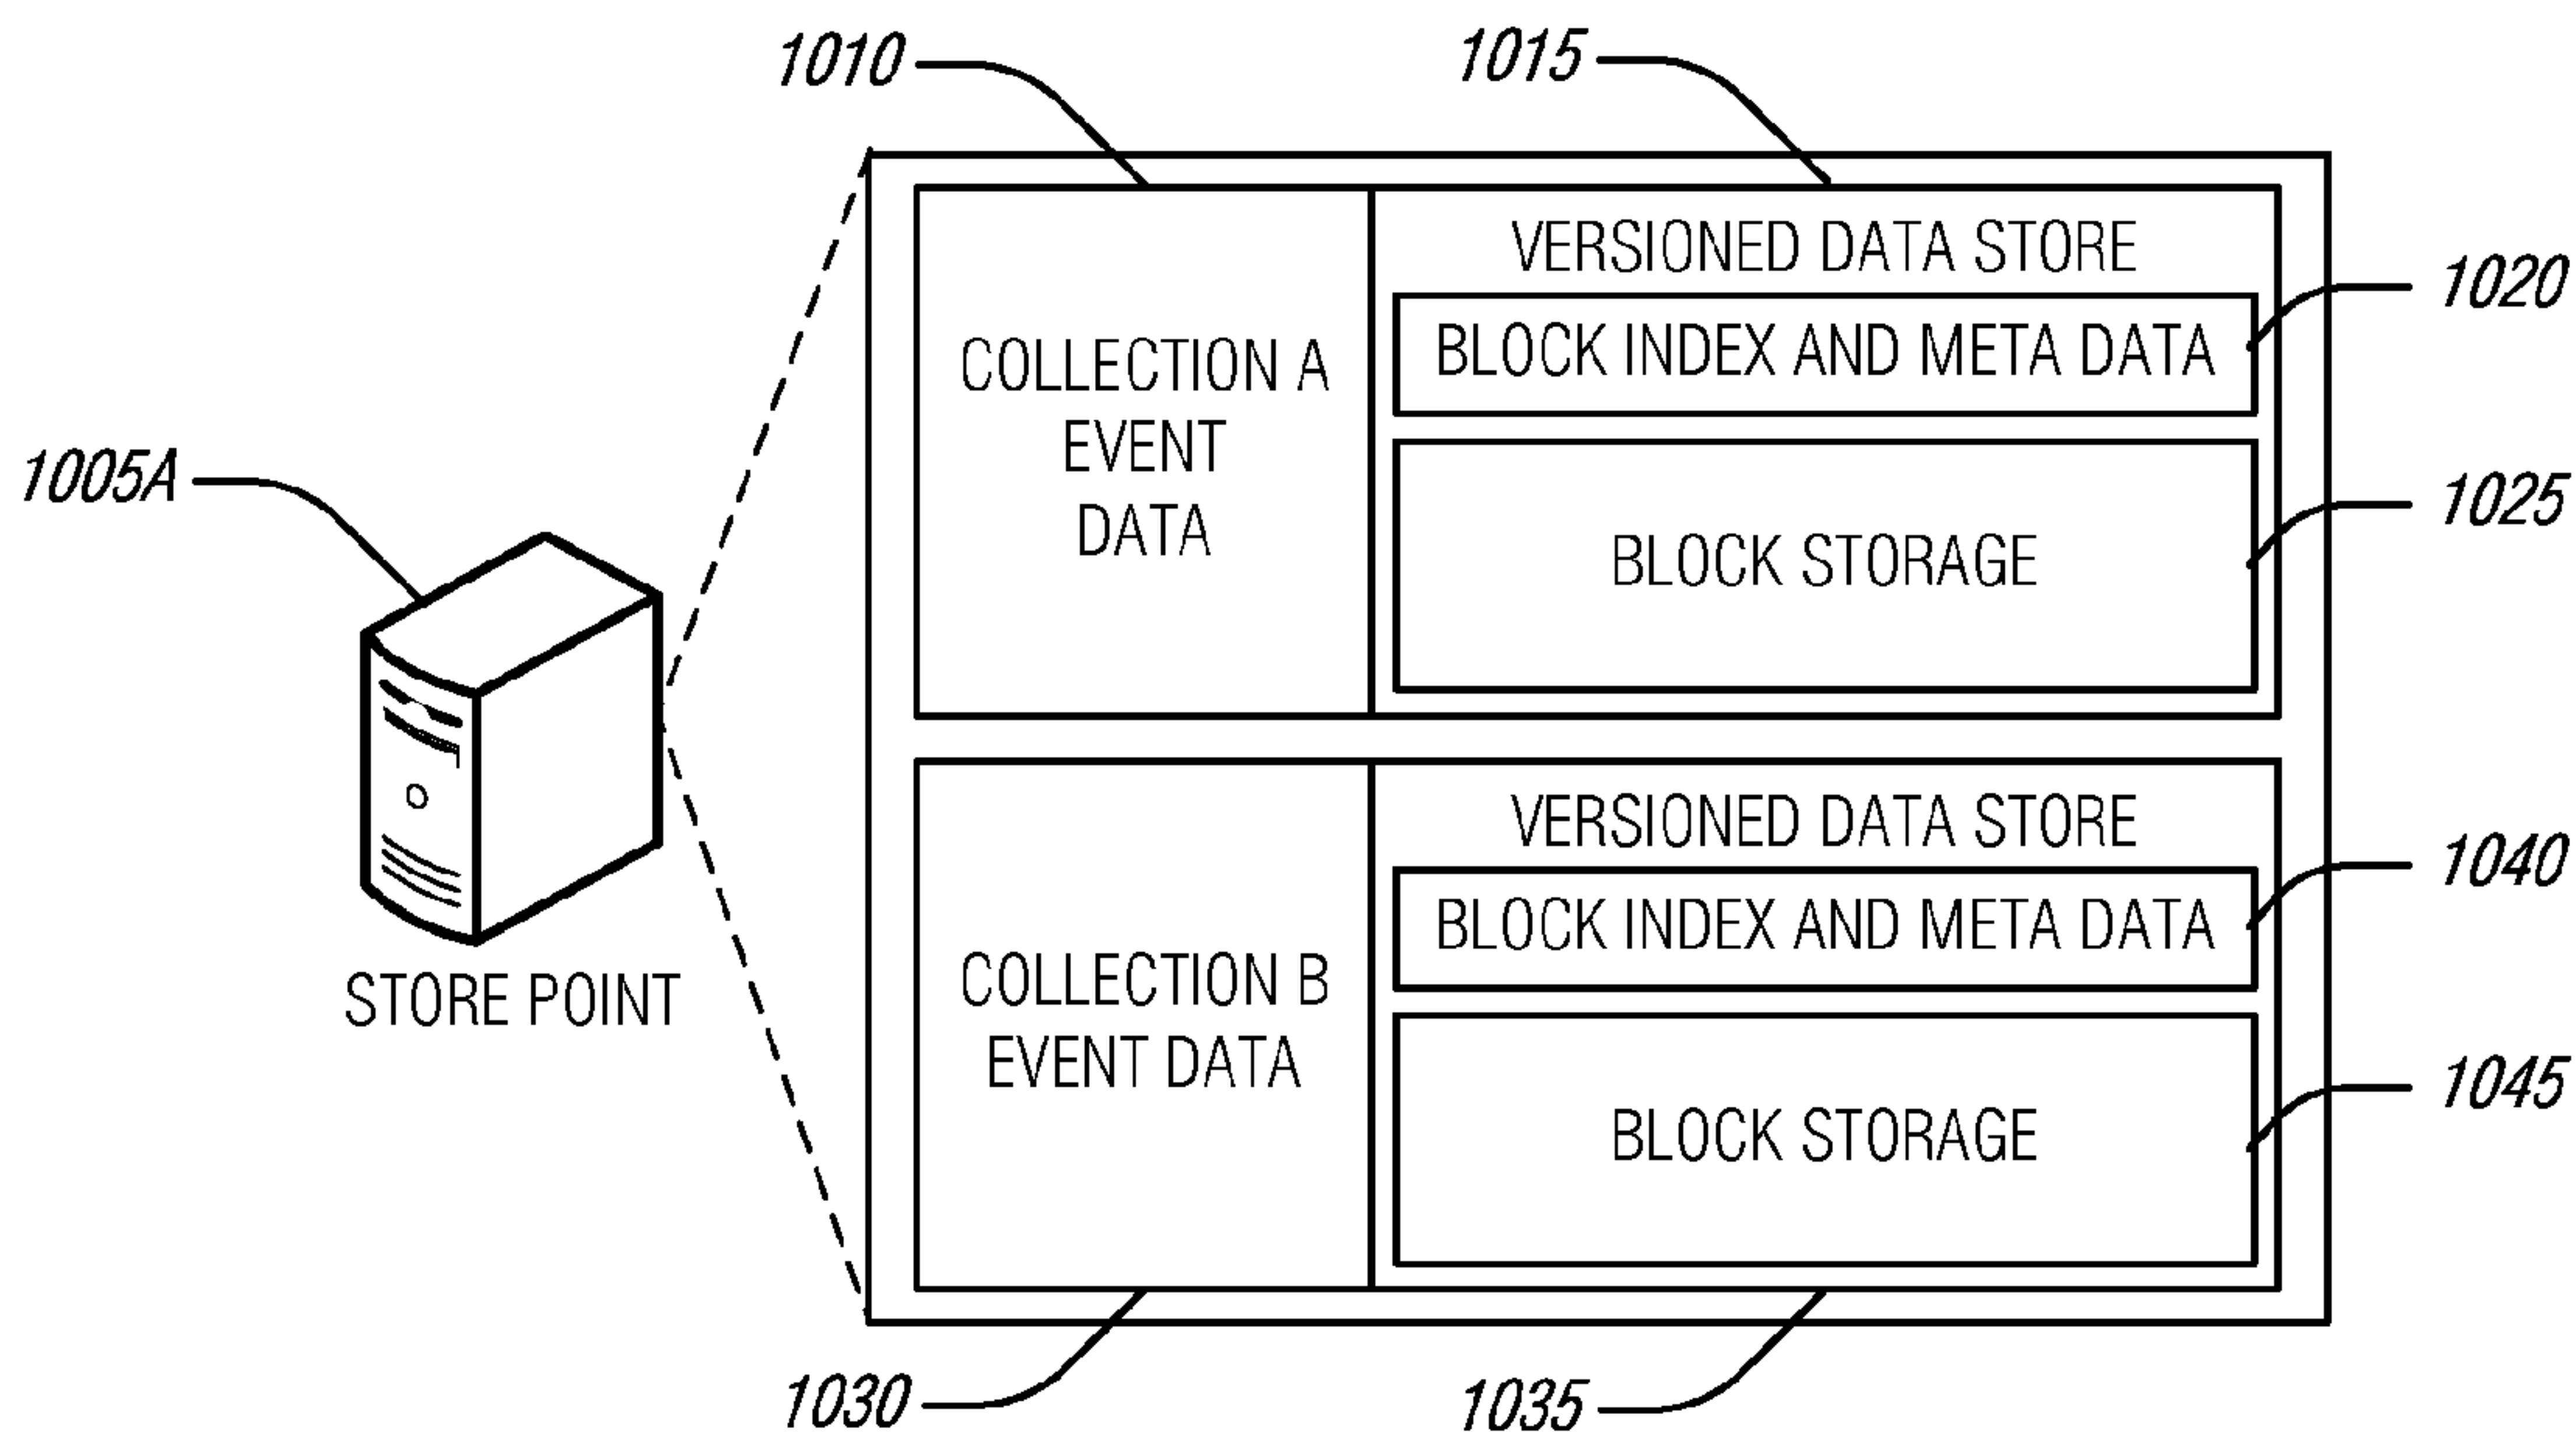 1010
1015
VERSIONED DATA STORE
1020
BLOCK INDEX AND META DATA
COLLECTION A
EVENT
DATA
1005A
1025
BLOCK STORAGE
VERSIONED DATA STORE
1040
BLOCK INDEX AND META DATA
STORE POINT
COLLECTION B
EVENT DATA
1045
BLOCK STORAGE
1030
1035